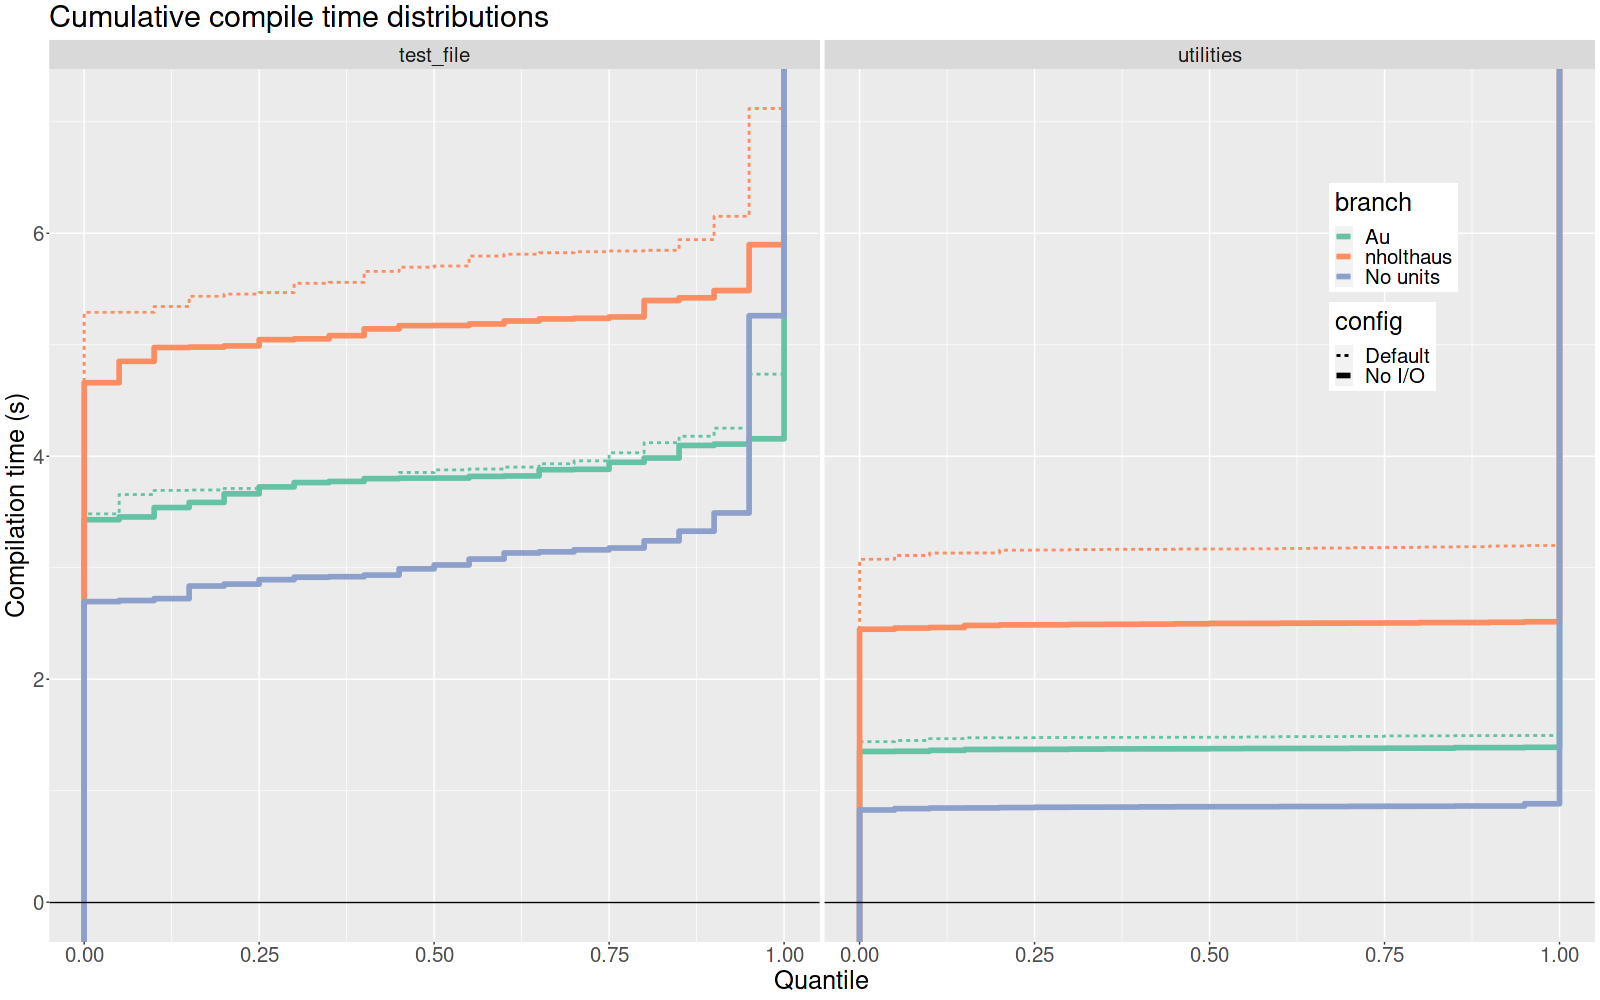 Cumulative compile time distributions
test_file
utilities
Compilation time (s)
6
4
2
0
branch
Au
nholthaus
No units
config
Default
No I/O
0.00 0.25 0.50 0.75 1.00
0.00 0.25 0.50 0.75 1.00
Quantile